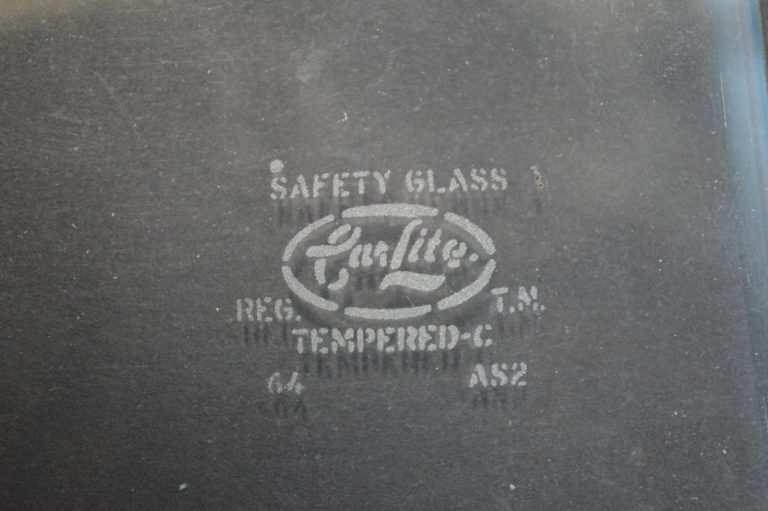 SAFETY GLASS
CarLite.
REG. T.M.
TEMPERED-C
64 AS2